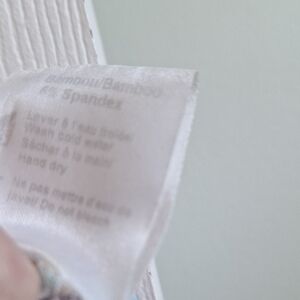 Bambou/Bamboo
5% Spandex
Laver à l'eau froide/
Wash cold water
Sécher à la main/
Hand dry
Ne pas mettre d'eau de
javel/ Do not bleach